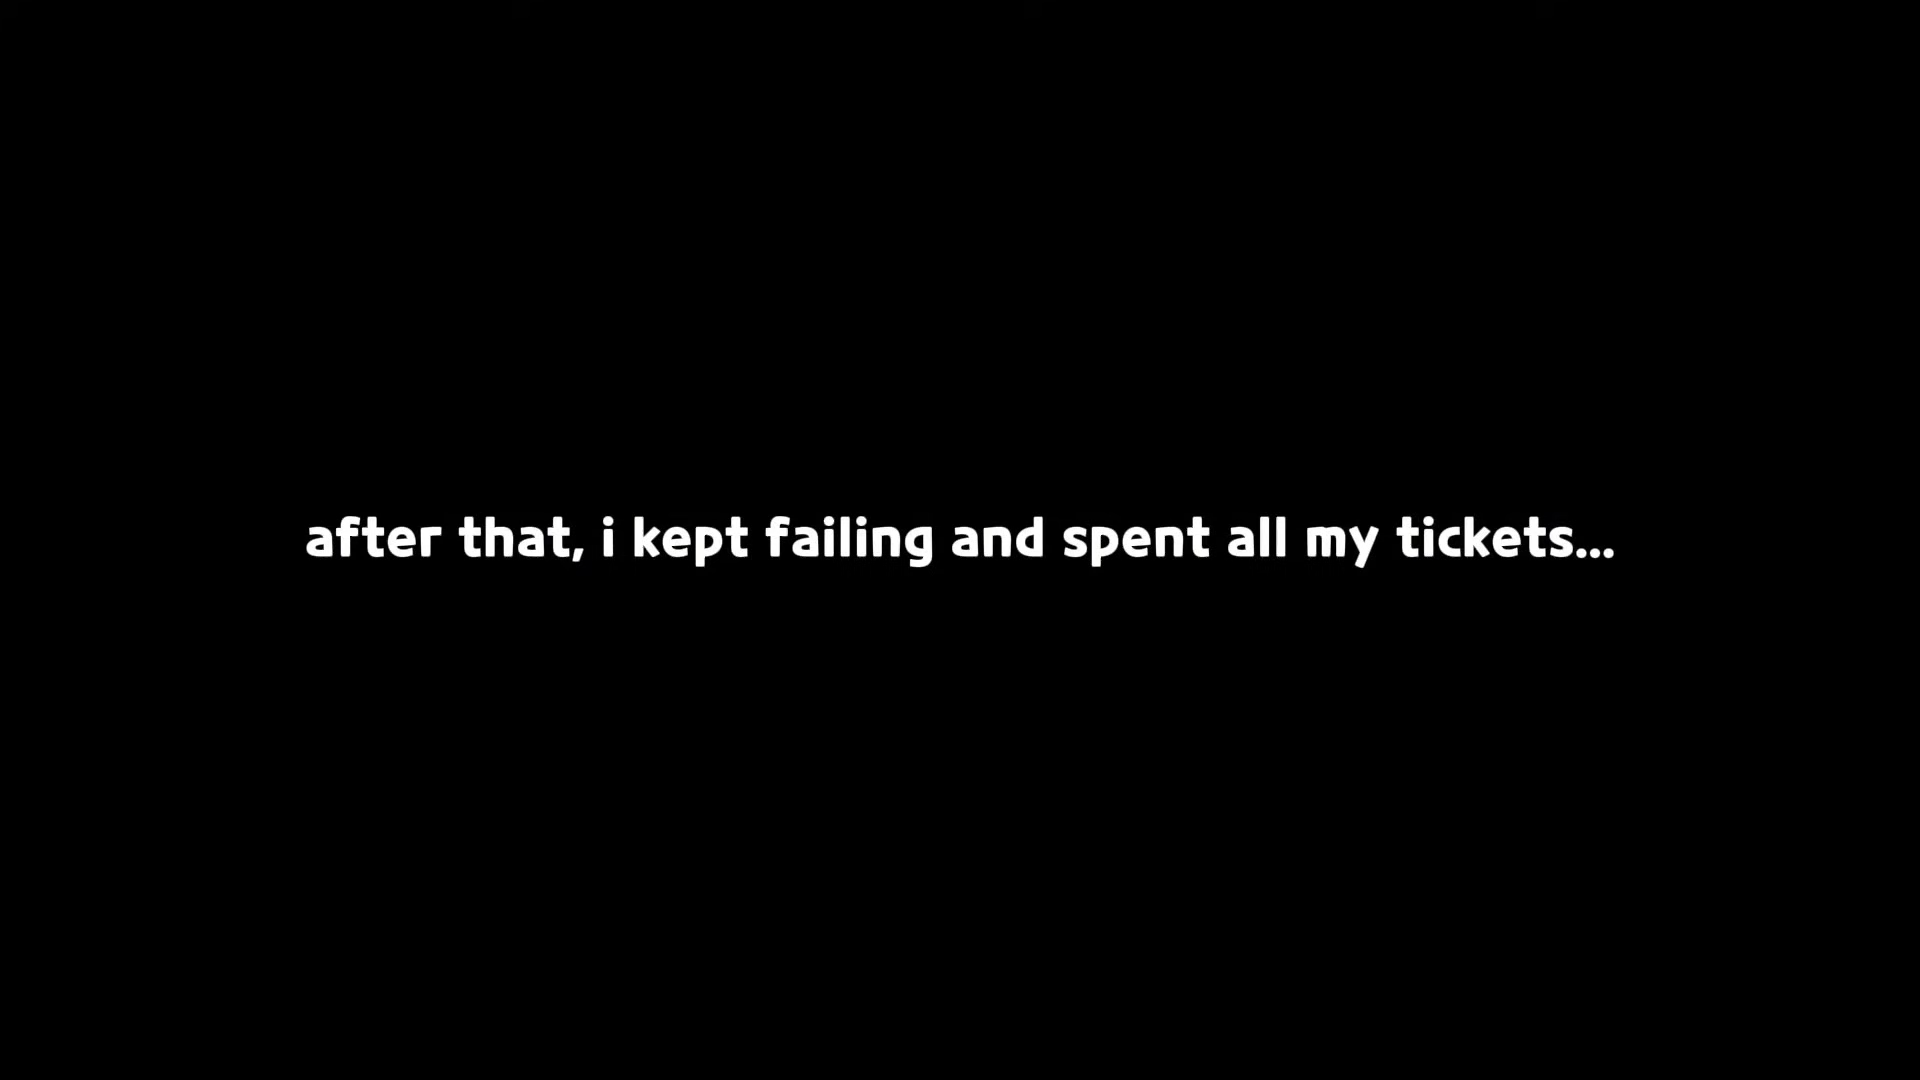 after that, i kept failing and spent all my tickets...